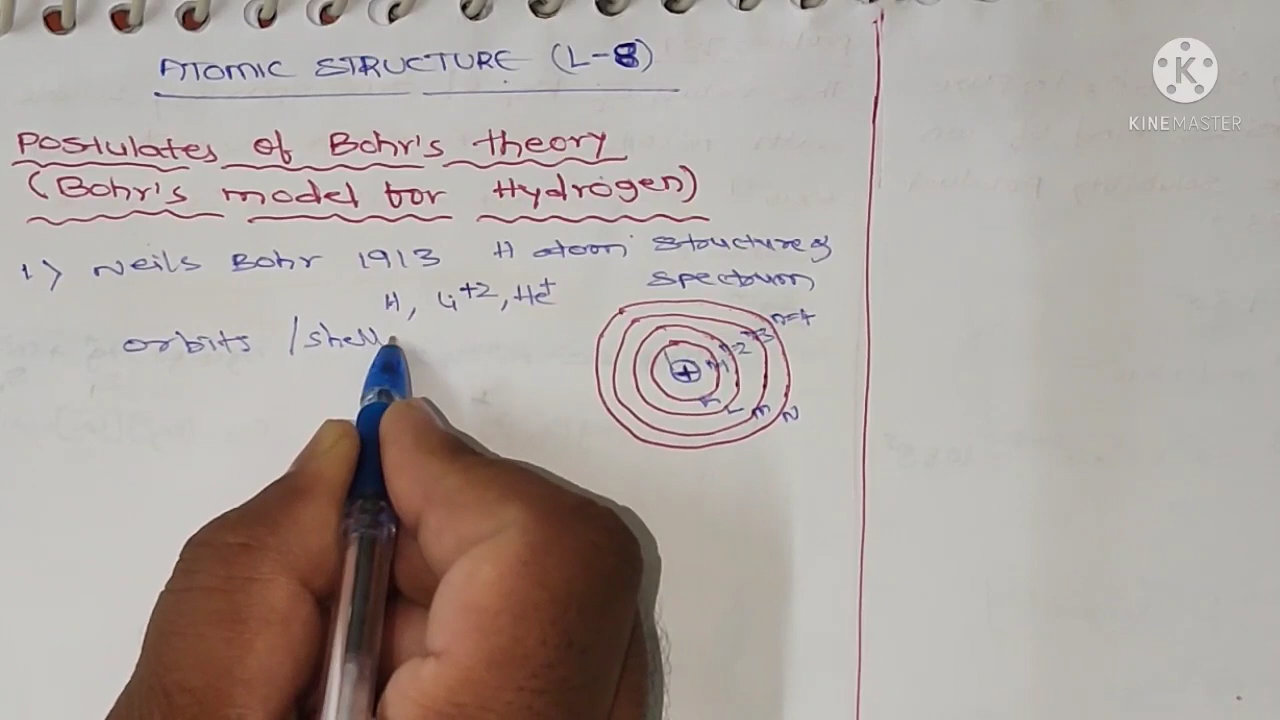 ATOMIC STRUCTURE (L-8)
Postulates of Bohr's theory
(Bohr's model for Hydrogen)
1) Neils Bohr 1913 H atom structure &
spectrum
H, Li+2, He+
orbits /shell
n=1 n=2 n=3 n=4
K L M N
K
KINEMASTER